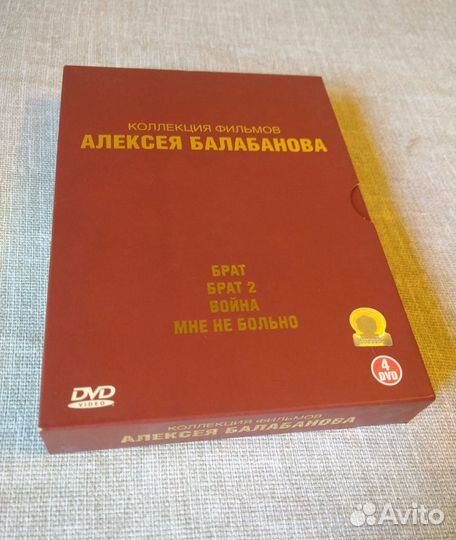 КОЛЛЕКЦИЯ ФИЛЬМОВ
АЛЕКСЕЯ БАЛАБАНОВА
БРАТ
БРАТ 2
ВОЙНА
МНЕ НЕ БОЛЬНО
4
DVD
DVD
VIDEO
КОЛЛЕКЦИЯ ФИЛЬМОВ
АЛЕКСЕЯ БАЛАБАНОВА
Avito